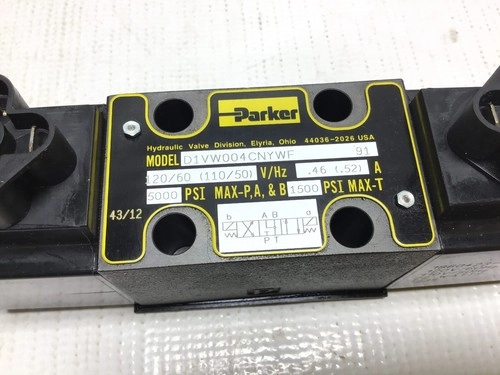 Parker
Hydraulic Valve Division, Elyria, Ohio 44036-2026 USA
MODEL D1VW004CNYWF 91
120/60 (110/50) V/Hz .46 (.52) A
5000 PSI MAX-P,A, & B 1500 PSI MAX-T
43/12
b A B a
P T